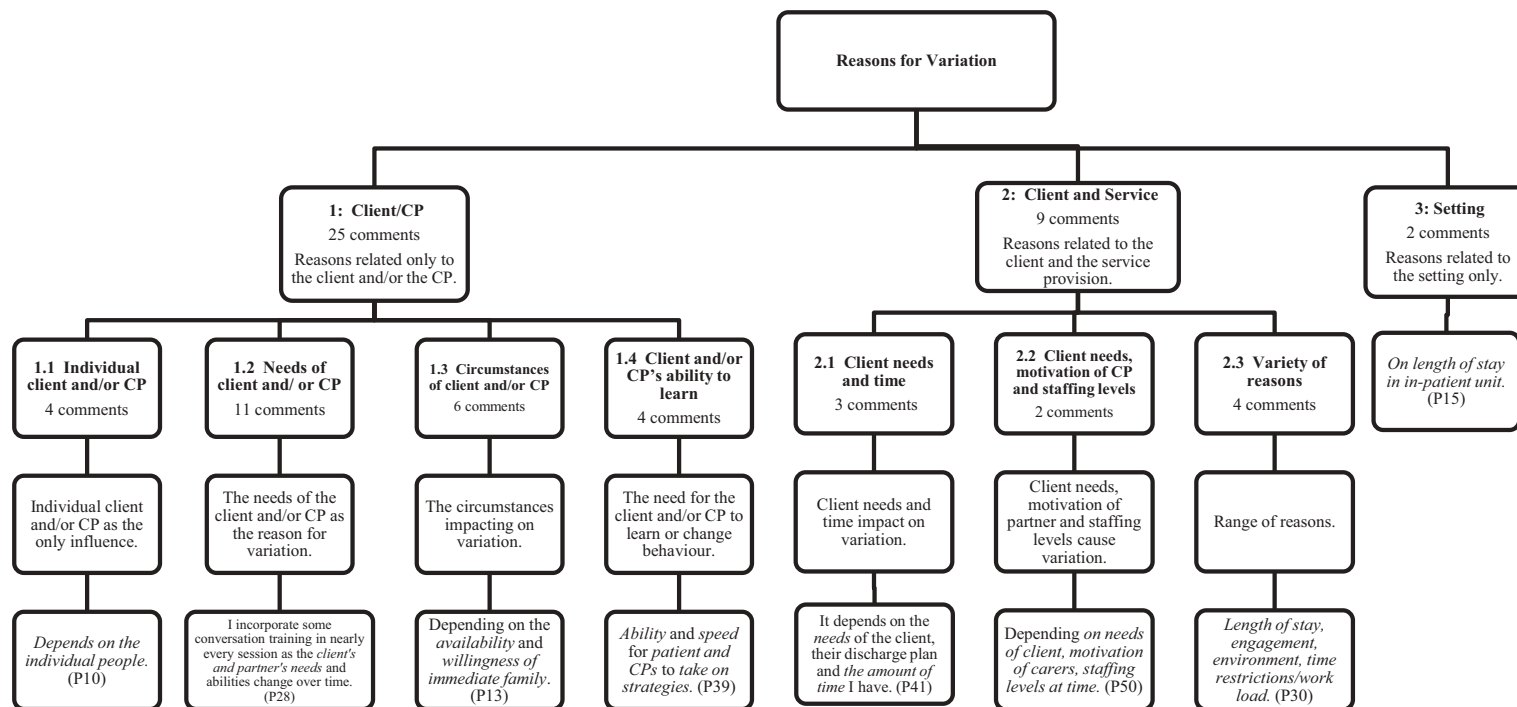 Reasons for Variation
1: Client/CP
25 comments
Reasons related only to
the client and/or the CP.
2: Client and Service
9 comments
Reasons related to the
client and the service
provision.
3: Setting
2 comments
Reasons related to
the setting only.
1.1 Individual
client and/or CP
4 comments
1.2 Needs of
client and/ or CP
11 comments
1.3 Circumstances
of client and/or CP
6 comments
1.4 Client and/or
CP's ability to
learn
4 comments
2.1 Client needs
and time
3 comments
2.2 Client needs,
motivation of CP
and staffing levels
2 comments
2.3 Variety of
reasons
4 comments
On length of stay
in in-patient unit.
(P15)
Individual client
and/or CP as the
only influence.
The needs of the
client and/or CP as
the reason for
variation.
The circumstances
impacting on
variation.
The need for the
client and/or CP to
learn or change
behaviour.
Client needs and
time impact on
variation.
Client needs,
motivation of
partner and staffing
levels cause
variation.
Range of reasons.
Depends on the
individual people.
(P10)
I incorporate some
conversation training in nearly
every session as the client's
and partner's needs and
abilities change over time.
(P28)
Depending on the
availability and
willingness of
immediate family.
(P13)
Ability and speed
for patient and
CPs to take on
strategies. (P39)
It depends on the
needs of the client,
their discharge plan
and the amount of
time I have. (P41)
Depending on needs
of client, motivation
of carers, staffing
levels at time. (P50)
Length of stay,
engagement,
environment, time
restrictions/work
load. (P30)